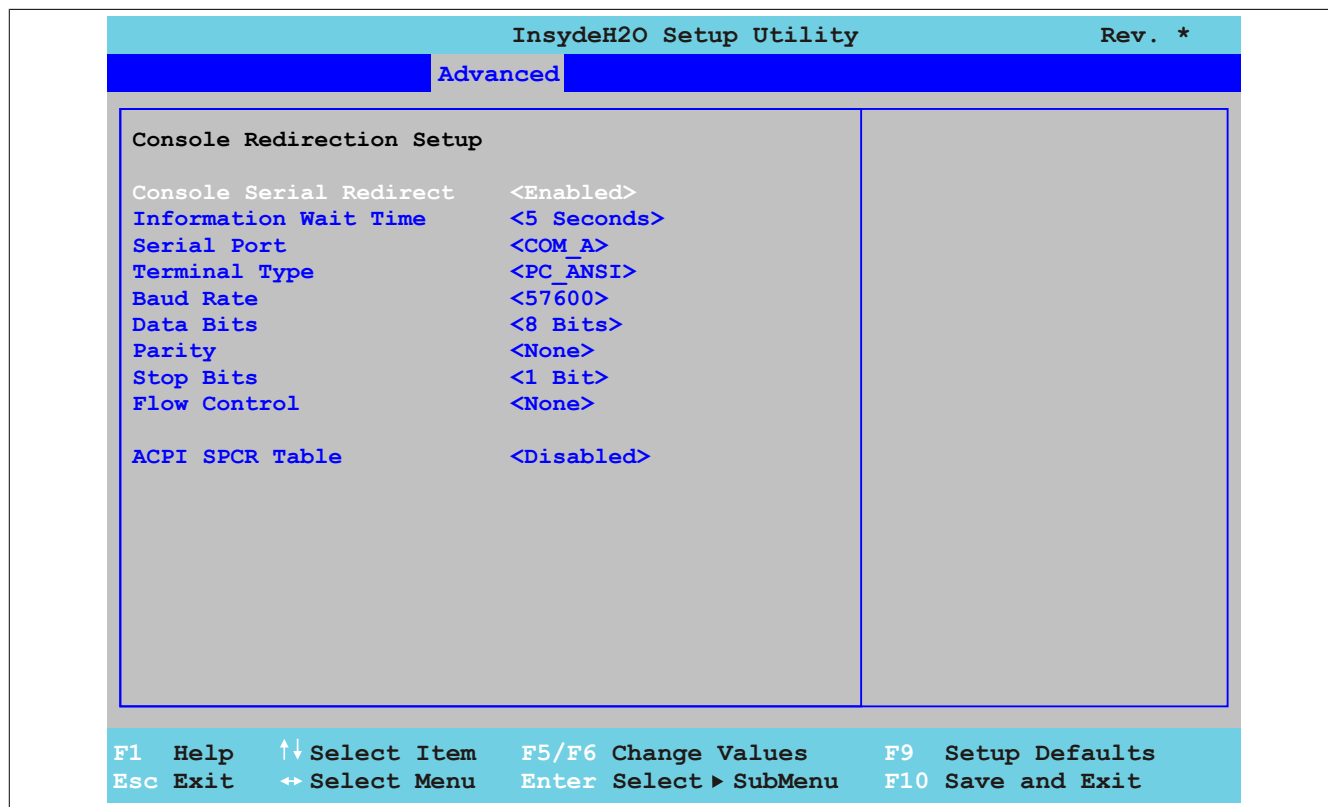 InsydeH2O Setup Utility Rev. *
Advanced
Console Redirection Setup
Console Serial Redirect <Enabled>
Information Wait Time <5 Seconds>
Serial Port <COM_A>
Terminal Type <PC_ANSI>
Baud Rate <57600>
Data Bits <8 Bits>
Parity <None>
Stop Bits <1 Bit>
Flow Control <None>
ACPI SPCR Table <Disabled>
F1 Help ↑↓ Select Item F5/F6 Change Values F9 Setup Defaults
Esc Exit ↔ Select Menu Enter Select ▶ SubMenu F10 Save and Exit